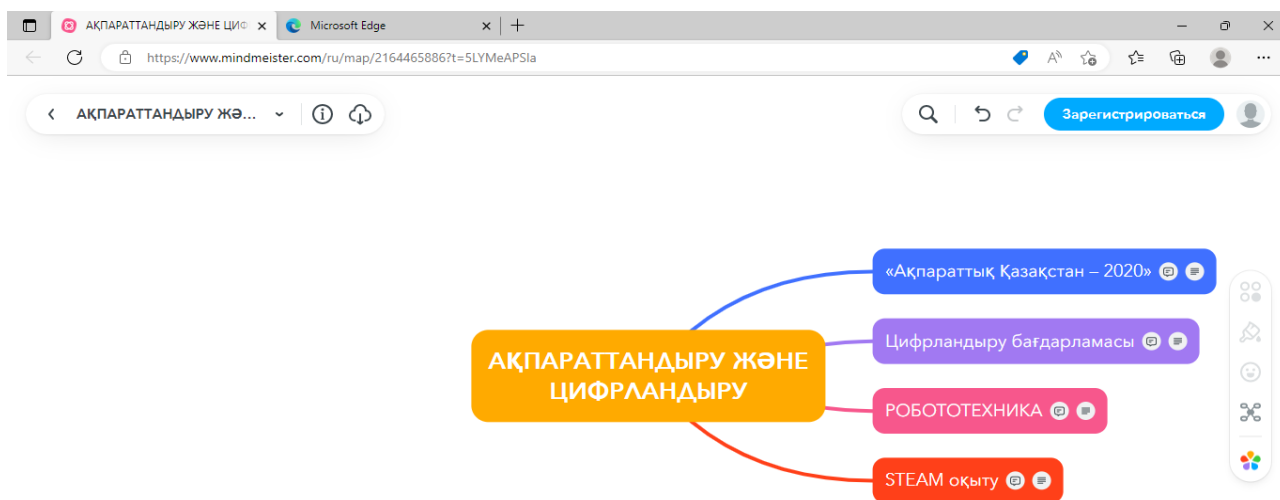 АҚПАРАТТАНДЫРУ ЖӘНЕ ЦИФ
Microsoft Edge
https://www.mindmeister.com/ru/map/2164465886?t=5LYMeAPSIa
АҚПАРАТТАНДЫРУ ЖӘ...
Зарегистрироваться
«Ақпараттық Қазақстан – 2020»
Цифрландыру бағдарламасы
АҚПАРАТТАНДЫРУ ЖӘНЕ
ЦИФРЛАНДЫРУ
РОБОТОТЕХНИКА
STEAM оқыту